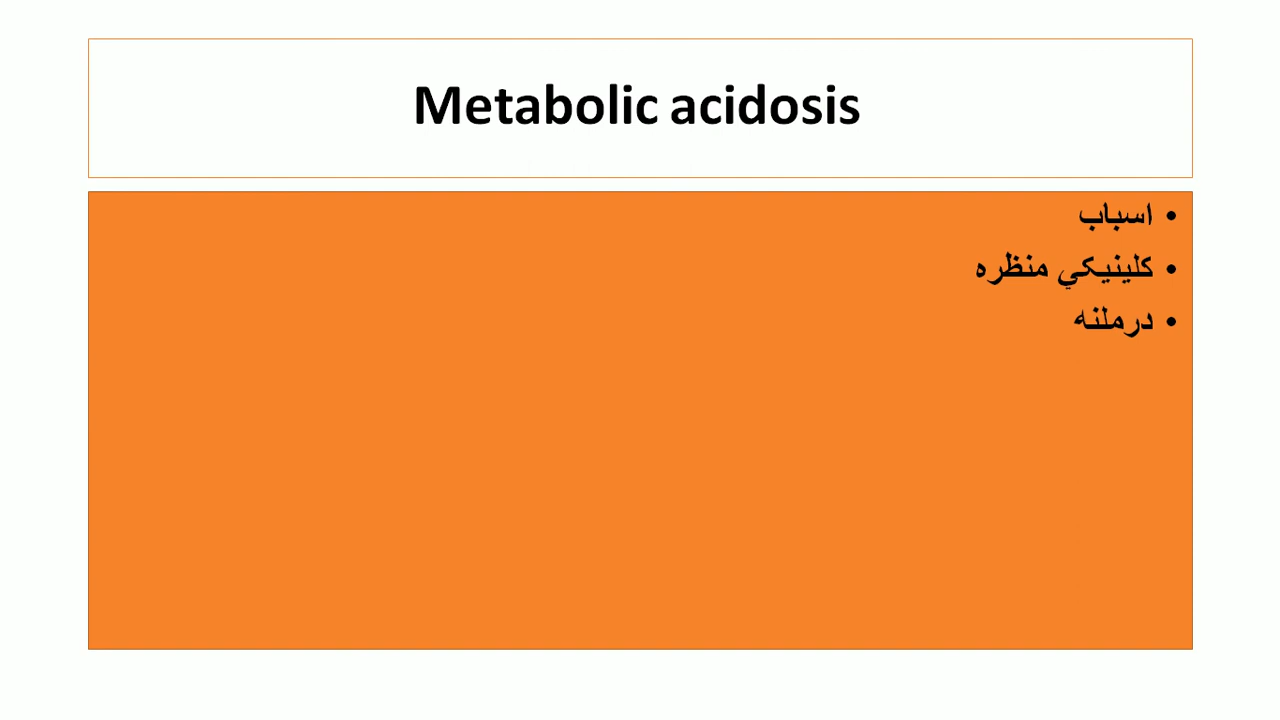 Metabolic acidosis
• اسباب
• کلینیکي منظره
• درملنه